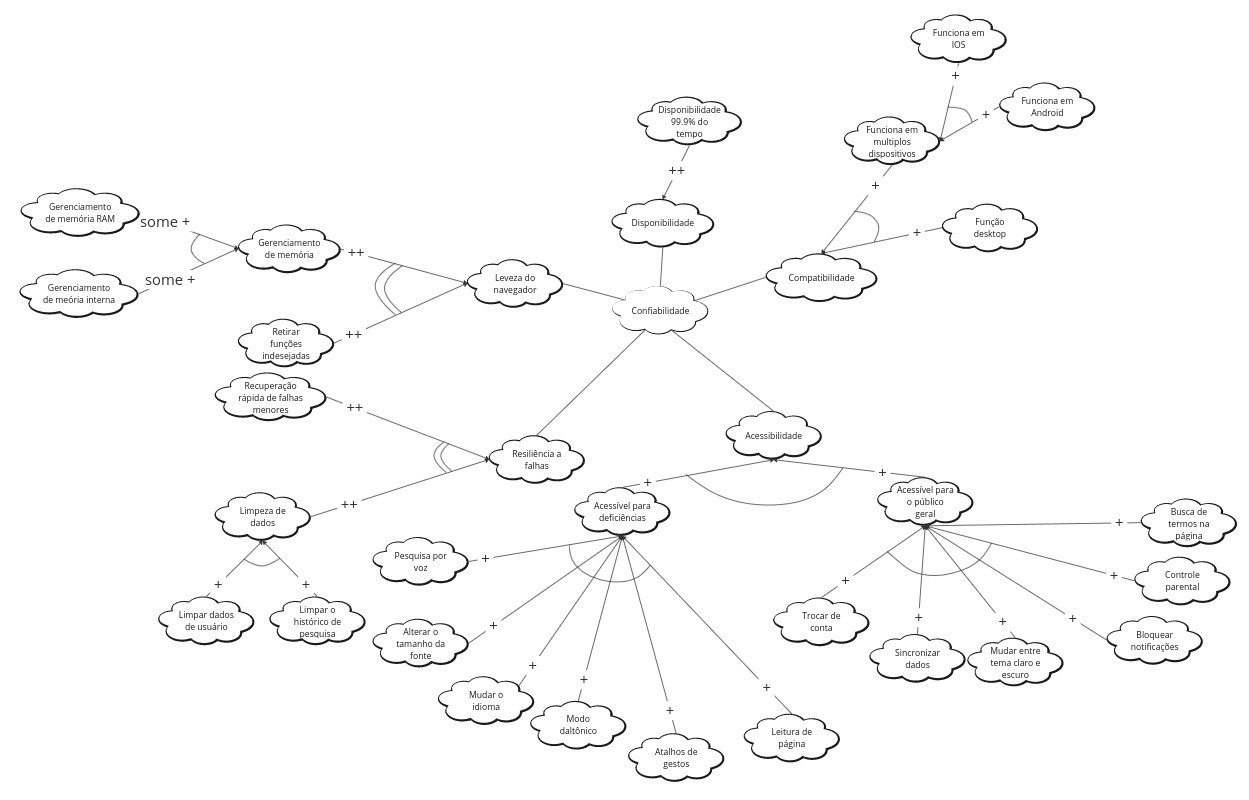 Funciona em
IOS
+
Funciona em
Android
+
Disponibilidade
99.9% do
tempo
Funciona em
multiplos
dispositivos
++
+
Gerenciamento
de memória RAM
some +
Disponibilidade
Função
desktop
+
Gerenciamento
de memória
++
Gerenciamento
de meória interna
some +
Leveza do
navegador
Compatibilidade
Confiabilidade
Retirar
funções
indesejadas
++
Recuperação
rápida de falhas
menores
++
Acessibilidade
Resiliência a
falhas
+
+
Limpeza de
dados
++
Acessível para
deficiências
Acessível para
o público
geral
Busca de
termos na
página
+
Pesquisa por
voz
+
Controle
parental
+
+
+
+
Limpar dados
de usuário
Limpar o
histórico de
pesquisa
Alterar o
tamanho da
fonte
+
Trocar de
conta
+
+
+
Bloquear
notificações
Sincronizar
dados
Mudar entre
tema claro e
escuro
+
Mudar o
idioma
+
+
Modo
daltônico
+
Leitura de
página
Atalhos de
gestos